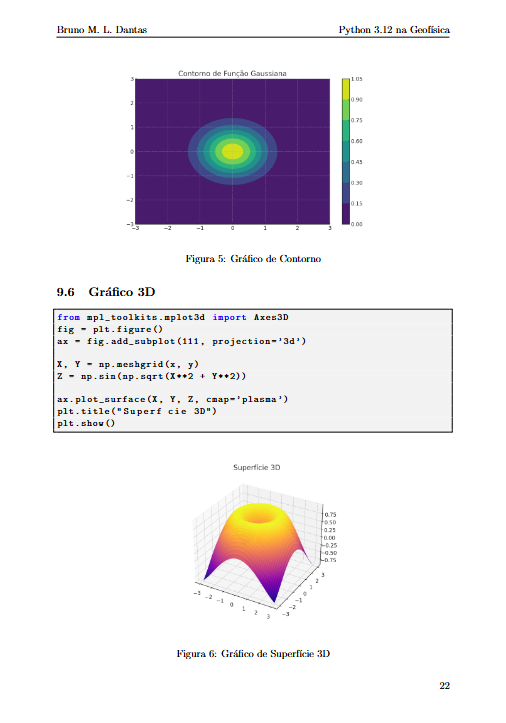 Bruno M. L. Dantas Python 3.12 na Geofísica
Contorno de Função Gaussiana
3
2
1
0
−1
−2
−3
−3 −2 −1 0 1 2 3
1.05
0.90
0.75
0.60
0.45
0.30
0.15
0.00
Figura 5: Gráfico de Contorno
9.6 Gráfico 3D
from mpl_toolkits.mplot3d import Axes3D
fig = plt.figure()
ax = fig.add_subplot(111, projection='3d')
X, Y = np.meshgrid(x, y)
Z = np.sin(np.sqrt(X**2 + Y**2))
ax.plot_surface(X, Y, Z, cmap='plasma')
plt.title("Superf cie 3D")
plt.show()
Superfície 3D
0.75
0.50
0.25
0.00
−0.25
−0.50
−0.75
−3 −2 −1 0 1 2 3
−3 −2 −1 0 1 2 3
Figura 6: Gráfico de Superfície 3D
22